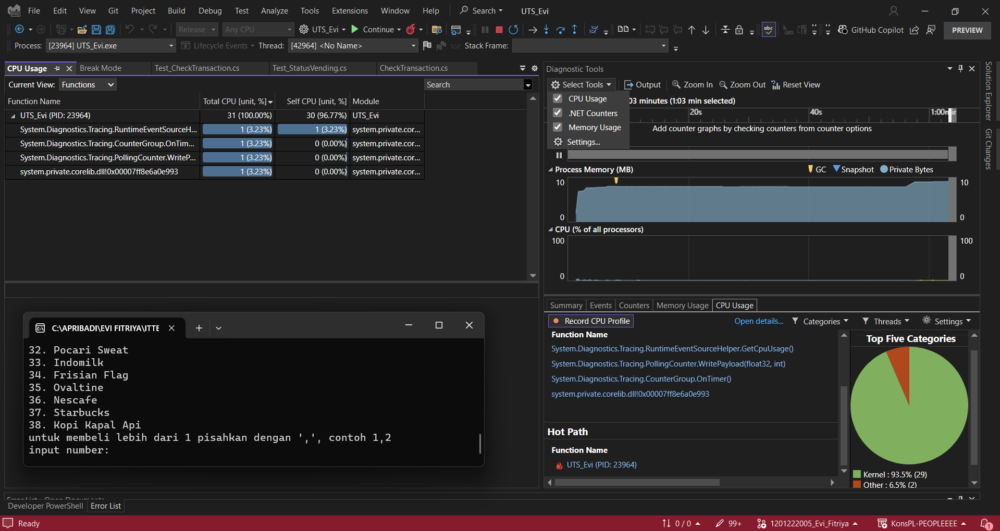 File Edit View Git Project Build Debug Test Analyze Tools Extensions Window Help Search UTS_Evi
PRE
Release Any CPU UTS_Evi Continue abc GitHub Copilot PREVIEW
Process: [23964] UTS_Evi.exe Lifecycle Events Thread: [42964] <No Name> Stack Frame:
CPU Usage Break Mode Test_CheckTransaction.cs Test_StatusVending.cs CheckTransaction.cs
Current View: Functions Search
Function Name Total CPU [unit, %] Self CPU [unit, %] Module
UTS_Evi (PID: 23964) 31 (100.00%) 30 (96.77%) UTS_Evi
System.Diagnostics.Tracing.RuntimeEventSourceH... 1 (3.23%) 1 (3.23%) system.private.cor...
System.Diagnostics.Tracing.CounterGroup.OnTim... 1 (3.23%) 0 (0.00%) system.private.cor...
System.Diagnostics.Tracing.PollingCounter.WriteP... 1 (3.23%) 0 (0.00%) system.private.cor...
system.private.corelib.dll!0x00007ff8e6a0e993 1 (3.23%) 0 (0.00%) system.private.cor...
C:\APRIBADI\EVI FITRIYA\ITTE
32. Pocari Sweat
33. Indomilk
34. Frisian Flag
35. Ovaltine
36. Nescafe
37. Starbucks
38. Kopi Kapal Api
untuk membeli lebih dari 1 pisahkan dengan ',', contoh 1,2
input number:
Diagnostic Tools
Select Tools Output Zoom In Zoom Out Reset View
CPU Usage
.NET Counters
Memory Usage
Settings...
03 minutes (1:03 min selected)
20s 40s 1:00min
Add counter graphs by checking counters from counter options
Process Memory (MB) GC Snapshot Private Bytes
10 10
0 0
CPU (% of all processors)
100 100
0 0
Summary Events Counters Memory Usage CPU Usage
Record CPU Profile Open details... Categories Threads Settings
Function Name
System.Diagnostics.Tracing.RuntimeEventSourceHelper.GetCpuUsage()
System.Diagnostics.Tracing.PollingCounter.WritePayload(float32, int)
System.Diagnostics.Tracing.CounterGroup.OnTimer()
system.private.corelib.dll!0x00007ff8e6a0e993
Hot Path
Function Name
UTS_Evi (PID: 23964)
Top Five Categories
Kernel : 93.5% (29)
Other : 6.5% (2)
Solution Explorer
Git Changes
Error List Open Documents
Developer PowerShell Error List
Ready 0 / 0 99+ 1201222005_Evi_Fitriya KonsPL-PEOPLEEEE 1